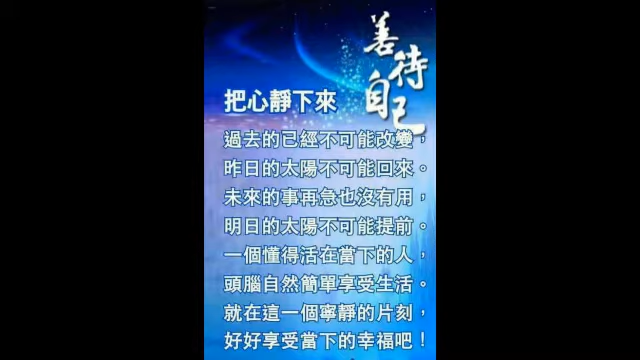 善待自己
把心靜下來
過去的已經不可能改變，
昨日的太陽不可能回來。
未來的事再急也沒有用，
明日的太陽不可能提前。
一個懂得活在當下的人，
頭腦自然簡單享受生活。
就在這一個寧靜的片刻，
好好享受當下的幸福吧！